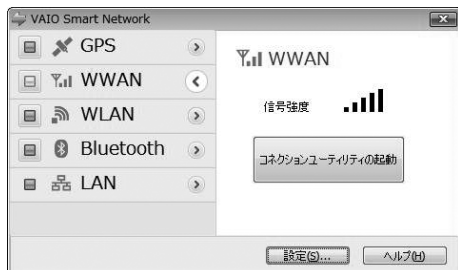 VAIO Smart Network
GPS
WWAN
WLAN
Bluetooth
LAN
WWAN
信号強度
コネクションユーティリティの起動
設定(S)...
ヘルプ(H)